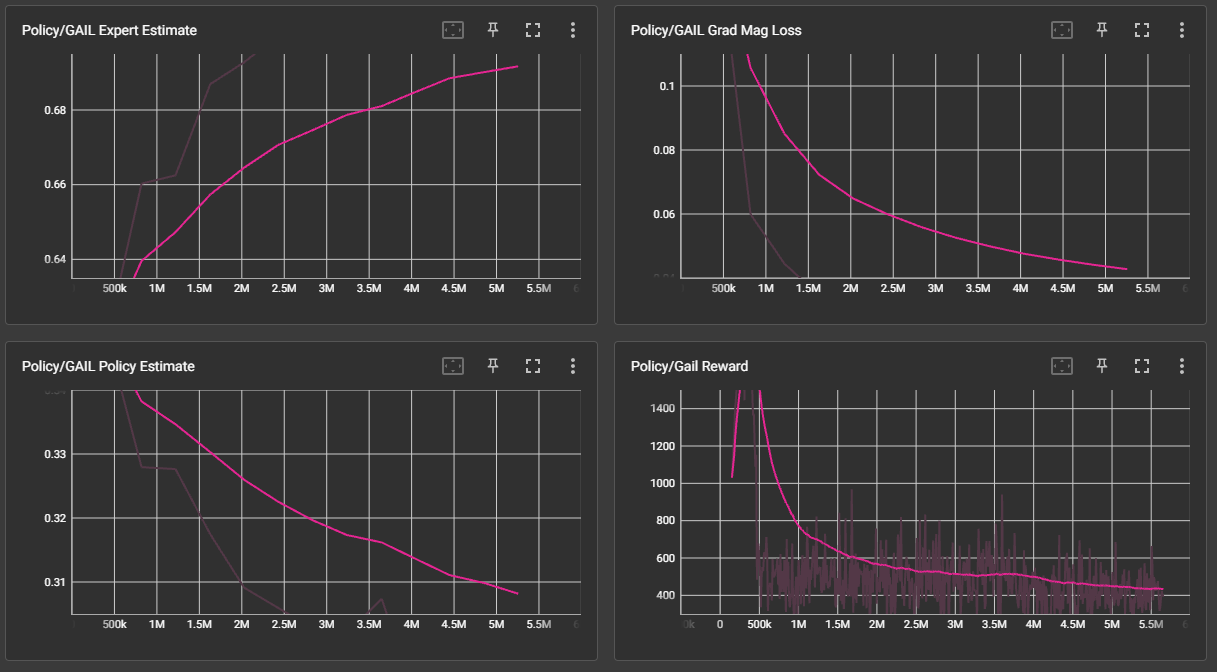 Policy/GAIL Expert Estimate
0.68
0.66
0.64
500k 1M 1.5M 2M 2.5M 3M 3.5M 4M 4.5M 5M 5.5M 6
Policy/GAIL Grad Mag Loss
0.1
0.08
0.06
0.04
500k 1M 1.5M 2M 2.5M 3M 3.5M 4M 4.5M 5M 5.5M 6
Policy/GAIL Policy Estimate
0.34
0.33
0.32
0.31
500k 1M 1.5M 2M 2.5M 3M 3.5M 4M 4.5M 5M 5.5M 6
Policy/Gail Reward
1400
1200
1000
800
600
400
0k 0 500k 1M 1.5M 2M 2.5M 3M 3.5M 4M 4.5M 5M 5.5M 6